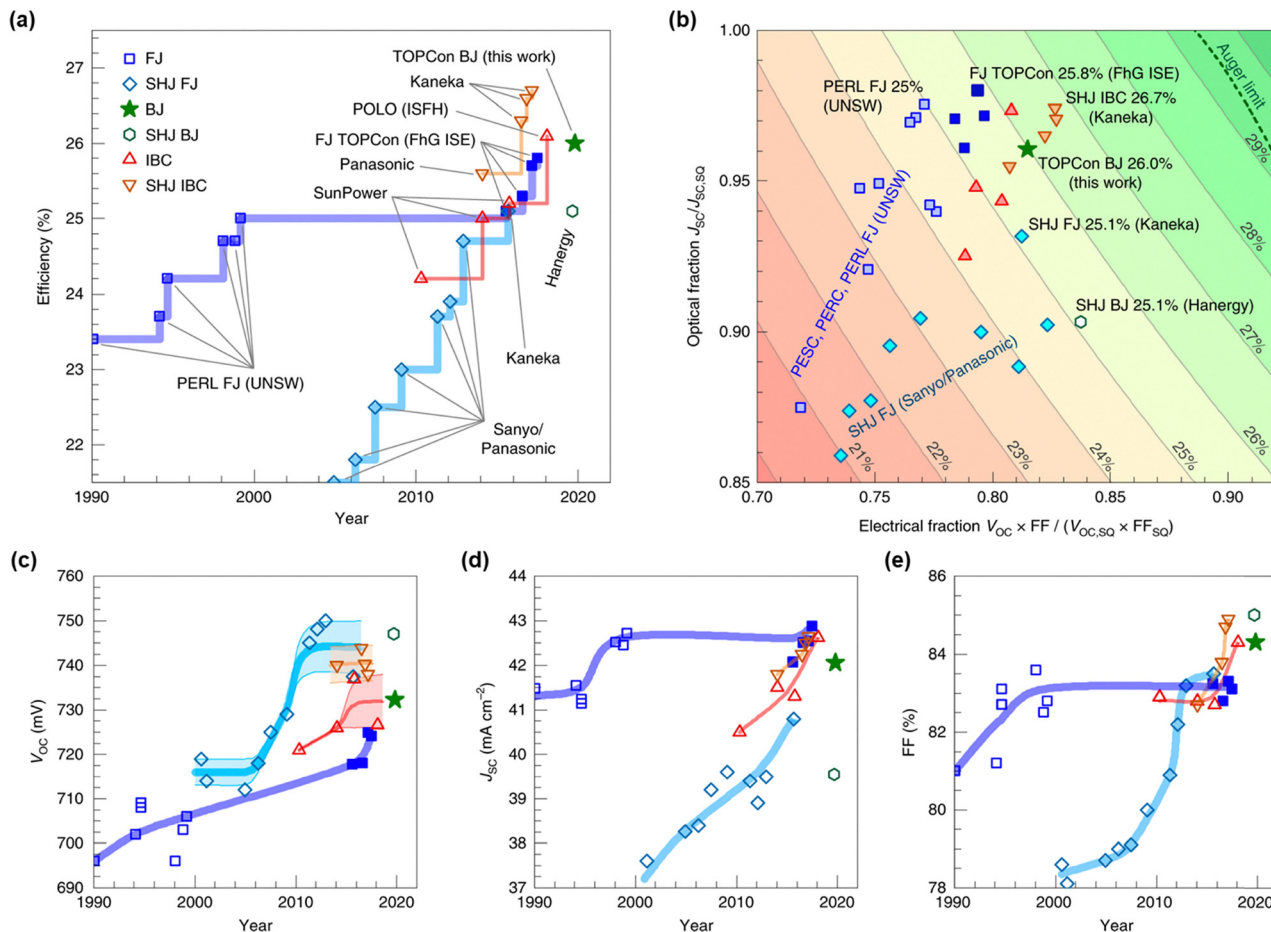 (a)
FJ
SHJ FJ
BJ
SHJ BJ
IBC
SHJ IBC
TOPCon BJ (this work)
Kaneka
POLO (ISFH)
FJ TOPCon (FhG ISE)
Panasonic
SunPower
Hanergy
Kaneka
PERL FJ (UNSW)
Sanyo/
Panasonic
27
26
25
24
23
22
Efficiency (%)
1990
2000
2010
2020
Year
(b)
1.00
0.95
0.90
0.85
Optical fraction JSC/JSC,SQ
PERL FJ 25%
(UNSW)
FJ TOPCon 25.8% (FhG ISE)
SHJ IBC 26.7%
(Kaneka)
TOPCon BJ 26.0%
(this work)
SHJ FJ 25.1% (Kaneka)
SHJ BJ 25.1% (Hanergy)
PESC, PERC, PERL FJ (UNSW)
SHJ FJ (Sanyo/Panasonic)
Auger limit
29%
28%
27%
26%
25%
24%
23%
22%
21%
0.70
0.75
0.80
0.85
0.90
Electrical fraction VOC × FF / (VOC,SQ × FFSQ)
(c)
760
750
740
730
720
710
700
690
VOC (mV)
1990
2000
2010
2020
Year
(d)
44
43
42
41
40
39
38
37
JSC (mA cm−2)
1990
2000
2010
2020
Year
(e)
86
84
82
80
78
FF (%)
1990
2000
2010
2020
Year